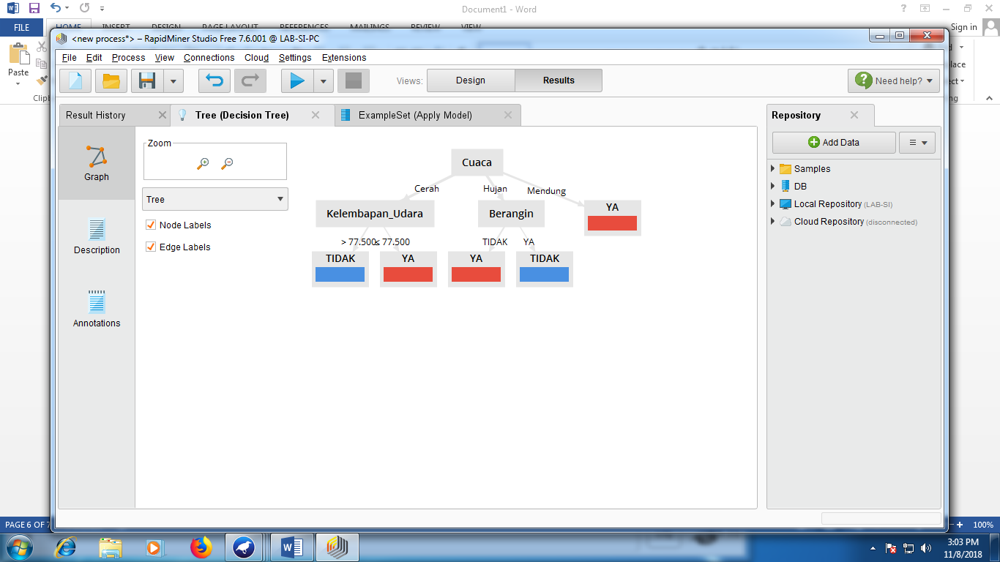 Document1 - Word
FILE HOME INSERT DESIGN PAGE LAYOUT REFERENCES MAILINGS REVIEW VIEW Sign in
<new process*> – RapidMiner Studio Free 7.6.001 @ LAB-SI-PC
File Edit Process View Connections Cloud Settings Extensions
Paste
Views: Design Results Need help?
Result History Tree (Decision Tree) ExampleSet (Apply Model) Repository
Zoom
Graph
Tree
Node Labels
Edge Labels
Description
Annotations
Cuaca
Cerah Hujan Mendung
Kelembapan_Udara Berangin YA
> 77.500 ≤ 77.500 TIDAK YA
TIDAK YA YA TIDAK
Add Data
Samples
DB
Local Repository (LAB-SI)
Cloud Repository (disconnected)
PAGE 6 OF 7 100%
3:03 PM
11/8/2018